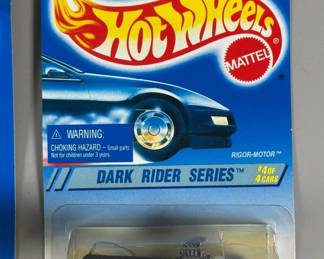 Hot Wheels
MATTEL
®
⚠ WARNING:
CHOKING HAZARD – Small parts.
Not for children under 3 years.
RIGOR-MOTOR™
DARK RIDER SERIES™
#4 OF
4 CARS